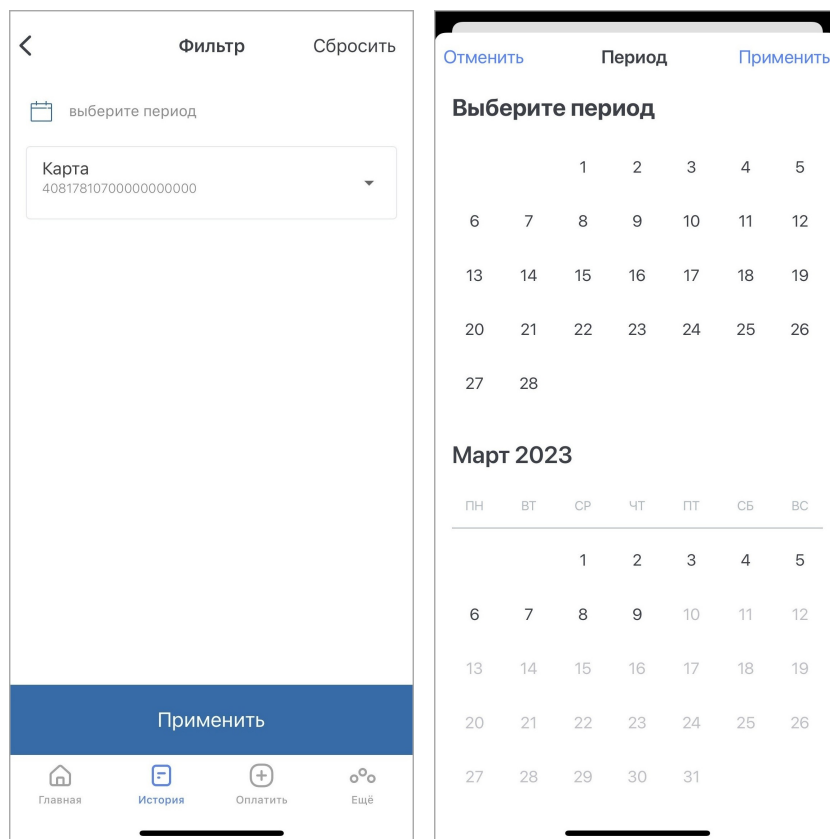 Фильтр Сбросить
выберите период
Карта
40817810700000000000
Применить
Главная История Оплатить Ещё
Отменить Период Применить
Выберите период
1 2 3 4 5
6 7 8 9 10 11 12
13 14 15 16 17 18 19
20 21 22 23 24 25 26
27 28
Март 2023
ПН ВТ СР ЧТ ПТ СБ ВС
1 2 3 4 5
6 7 8 9 10 11 12
13 14 15 16 17 18 19
20 21 22 23 24 25 26
27 28 29 30 31